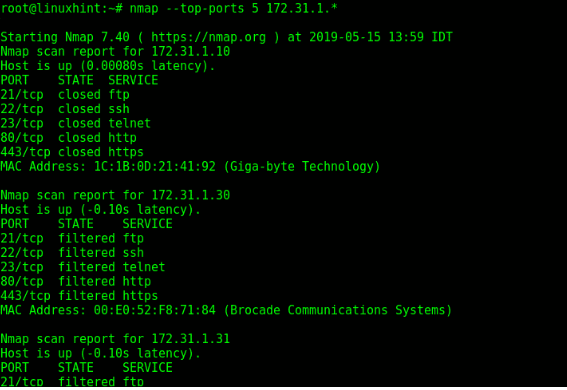 root@linuxhint:~# nmap --top-ports 5 172.31.1.*
Starting Nmap 7.40 ( https://nmap.org ) at 2019-05-15 13:59 IDT
Nmap scan report for 172.31.1.10
Host is up (0.00080s latency).
PORT    STATE  SERVICE
21/tcp  closed ftp
22/tcp  closed ssh
23/tcp  closed telnet
80/tcp  closed http
443/tcp closed https
MAC Address: 1C:1B:0D:21:41:92 (Giga-byte Technology)
Nmap scan report for 172.31.1.30
Host is up (-0.10s latency).
PORT    STATE    SERVICE
21/tcp  filtered ftp
22/tcp  filtered ssh
23/tcp  filtered telnet
80/tcp  filtered http
443/tcp filtered https
MAC Address: 00:E0:52:F8:71:84 (Brocade Communications Systems)
Nmap scan report for 172.31.1.31
Host is up (-0.10s latency).
PORT    STATE    SERVICE
21/tcp  filtered ftp